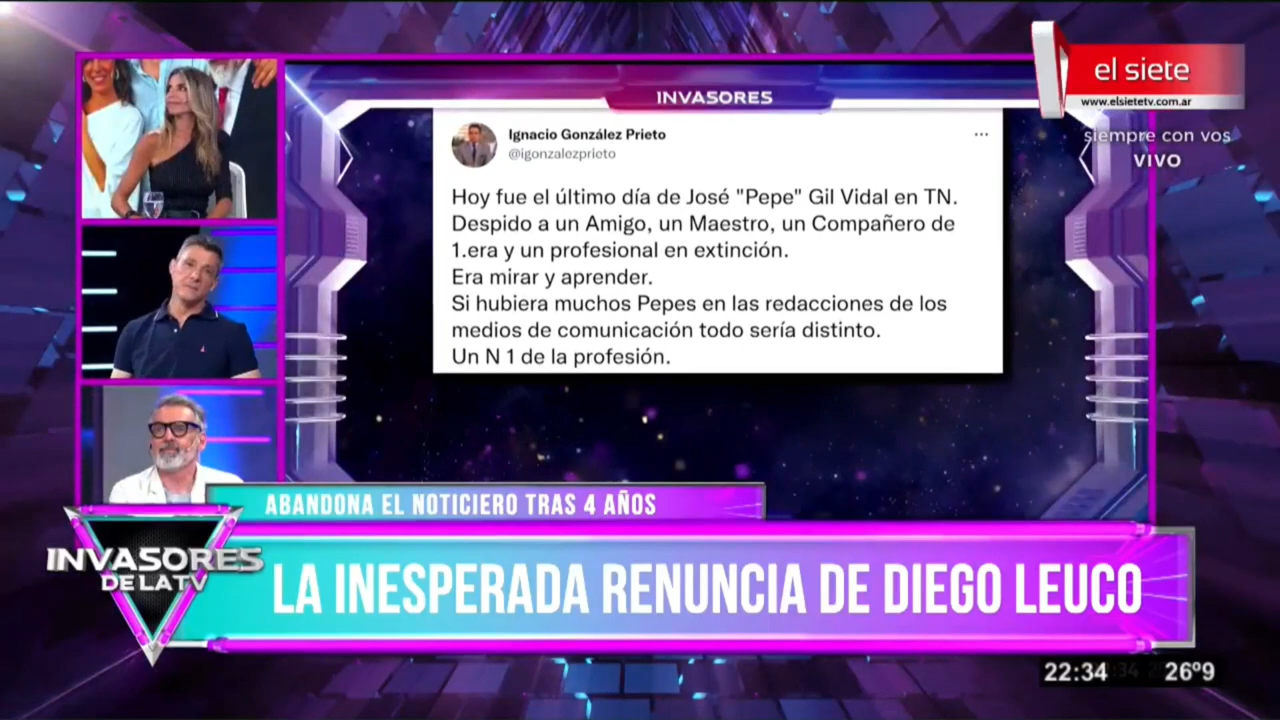 el siete
www.elsietetv.com.ar
siempre con vos
VIVO
INVASORES
Ignacio González Prieto
@igonzalezprieto
Hoy fue el último día de José "Pepe" Gil Vidal en TN.
Despido a un Amigo, un Maestro, un Compañero de
1.era y un profesional en extinción.
Era mirar y aprender.
Si hubiera muchos Pepes en las redacciones de los
medios de comunicación todo sería distinto.
Un N 1 de la profesión.
ABANDONA EL NOTICIERO TRAS 4 AÑOS
INVASORES
DE LA TV
LA INESPERADA RENUNCIA DE DIEGO LEUCO
22:34
26º9